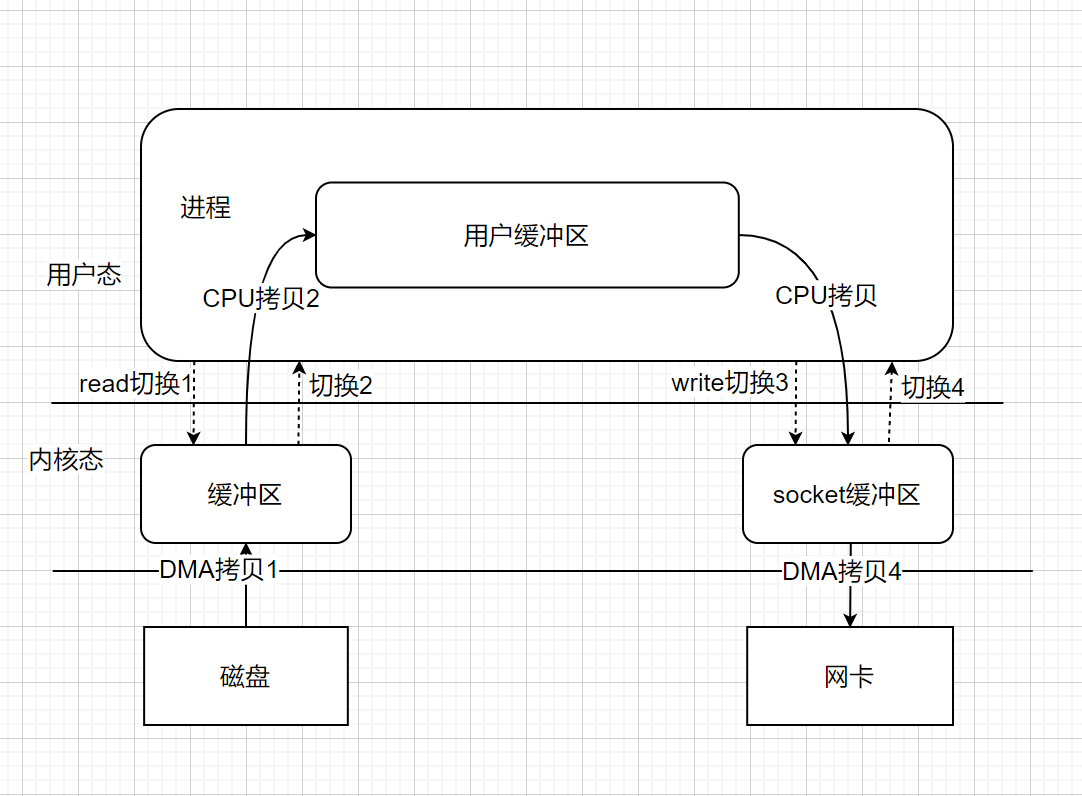 进程
用户缓冲区
用户态
CPU拷贝2
CPU拷贝
read切换1
切换2
write切换3
切换4
内核态
缓冲区
socket缓冲区
DMA拷贝1
DMA拷贝4
磁盘
网卡